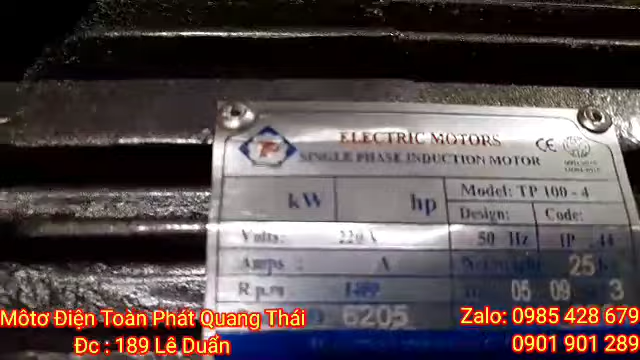 ELECTRIC MOTORS
CE
SINGLE PHASE INDUCTION MOTOR
kW hp
Model: TP 100 - 4
Design: Code:
Volts: 220 V 50 Hz IP 44
Amps : A 25
R.p.m 05 09 3
6205
Môtơ Điện Toàn Phát Quang Thái
Đc : 189 Lê Duẩn
Zalo: 0985 428 679
0901 901 289